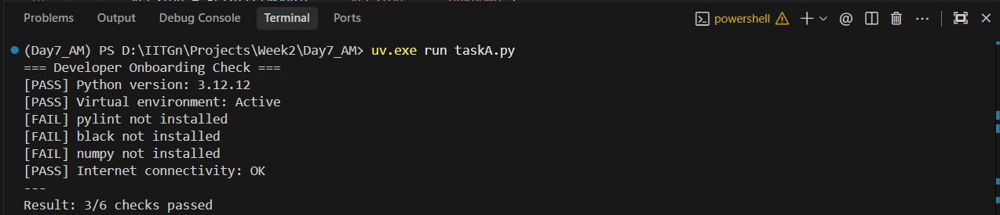 Problems Output Debug Console Terminal Ports powershell @
(Day7_AM) PS D:\IITGn\Projects\Week2\Day7_AM> uv.exe run taskA.py
=== Developer Onboarding Check ===
[PASS] Python version: 3.12.12
[PASS] Virtual environment: Active
[FAIL] pylint not installed
[FAIL] black not installed
[FAIL] numpy not installed
[PASS] Internet connectivity: OK
---
Result: 3/6 checks passed